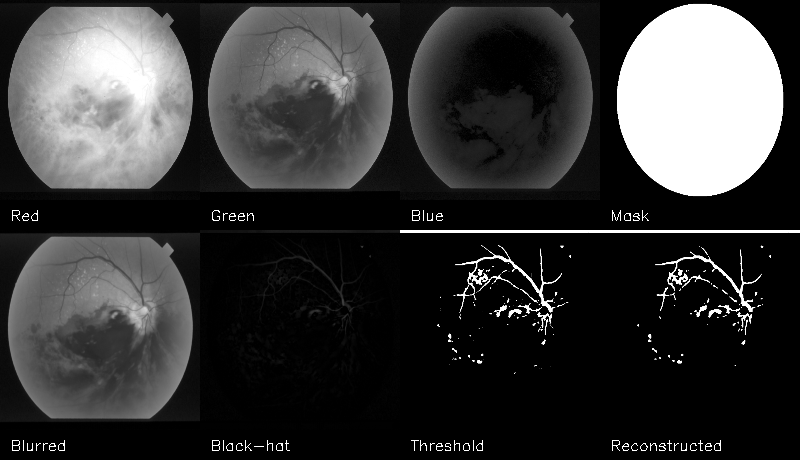 Red
Green
Blue
Mask
Blurred
Black-hat
Threshold
Reconstructed